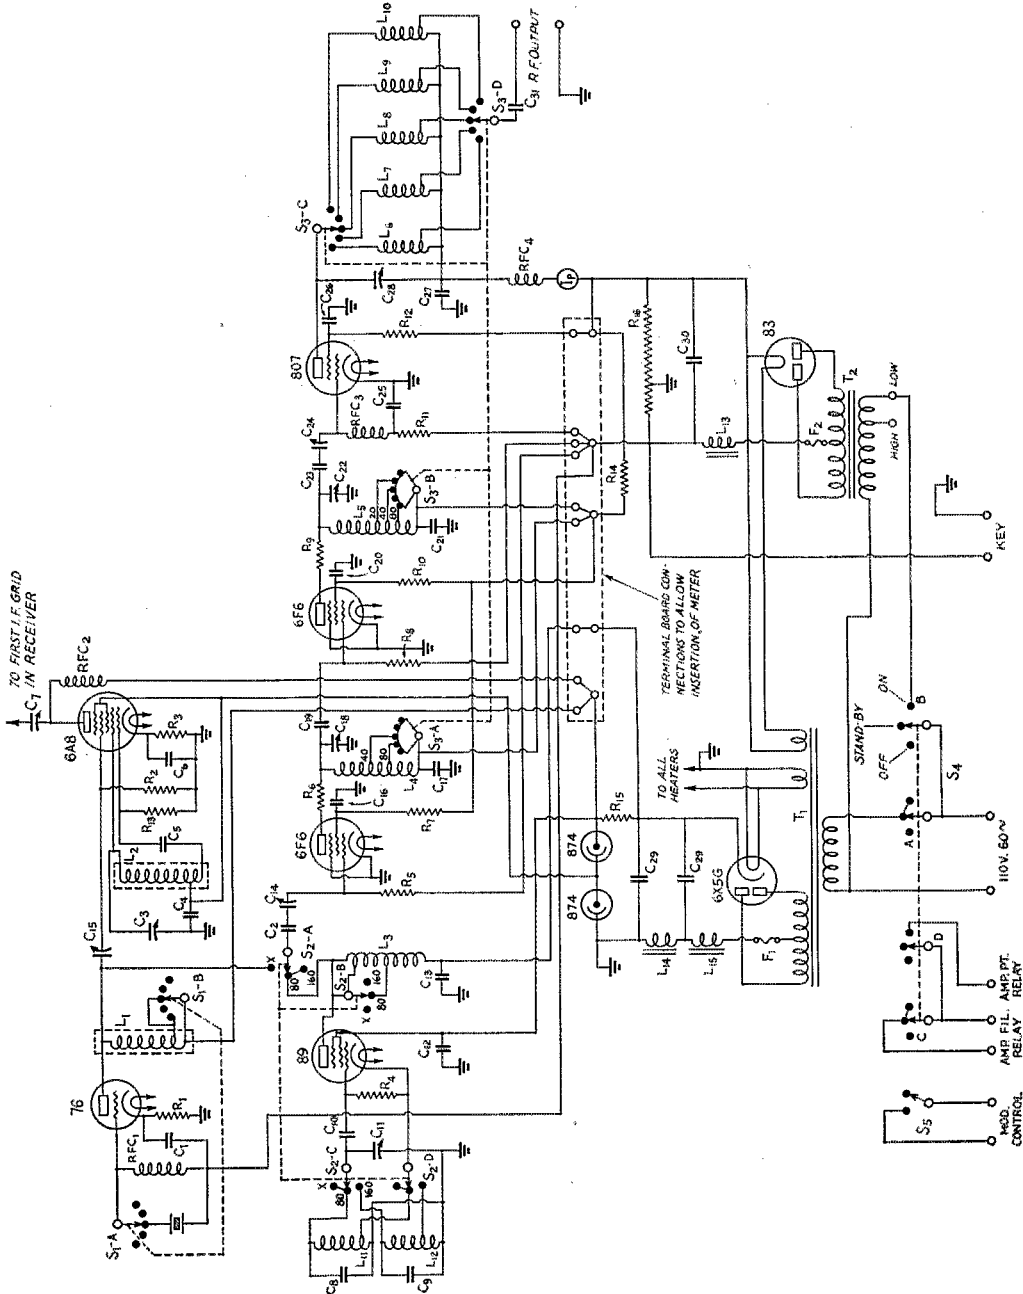 TO FIRST I.F. GRID
C7 IN RECEIVER
RFC2
6A8
R3
C6
R2
R13
C5
L2
C4
C3
C15
S1-B
L1
76
R1
C1
RFC1
S1-A
L10
L9
L8
L7
L6
S3-C
S3-D
C31 R.F. OUTPUT
C26
C28
C27
RFC4
IP
807
R12
RFC3
C25
R11
C24
C23
C22
L5
20
40
80
S3-B
C21
R9
C20
R10
6F6
R8
C19
C18
40
80
S3-A
L4
C17
R6
C16
R7
6F6
R5
C14
C2
S2-A
X
80
160
L3
S2-B
160
80
X
C13
89
C12
R4
C10
C11
S2-C
X
80
160
S2-D
L11
L12
C8
C9
R16
C30
R14
L13
TERMINAL BOARD CON-
NECTIONS TO ALLOW
INSERTION OF METER
83
T2
F2
LOW
HIGH
KEY
TO ALL
HEATERS
R15
874
874
C29
C29
L14
L15
6X5G
F1
T1
ON
STAND-BY
OFF
B
S4
A
D
C
110V. 60~
AMP. PT.
RELAY
AMP. FIL.
RELAY
S5
MOD.
CONTROL